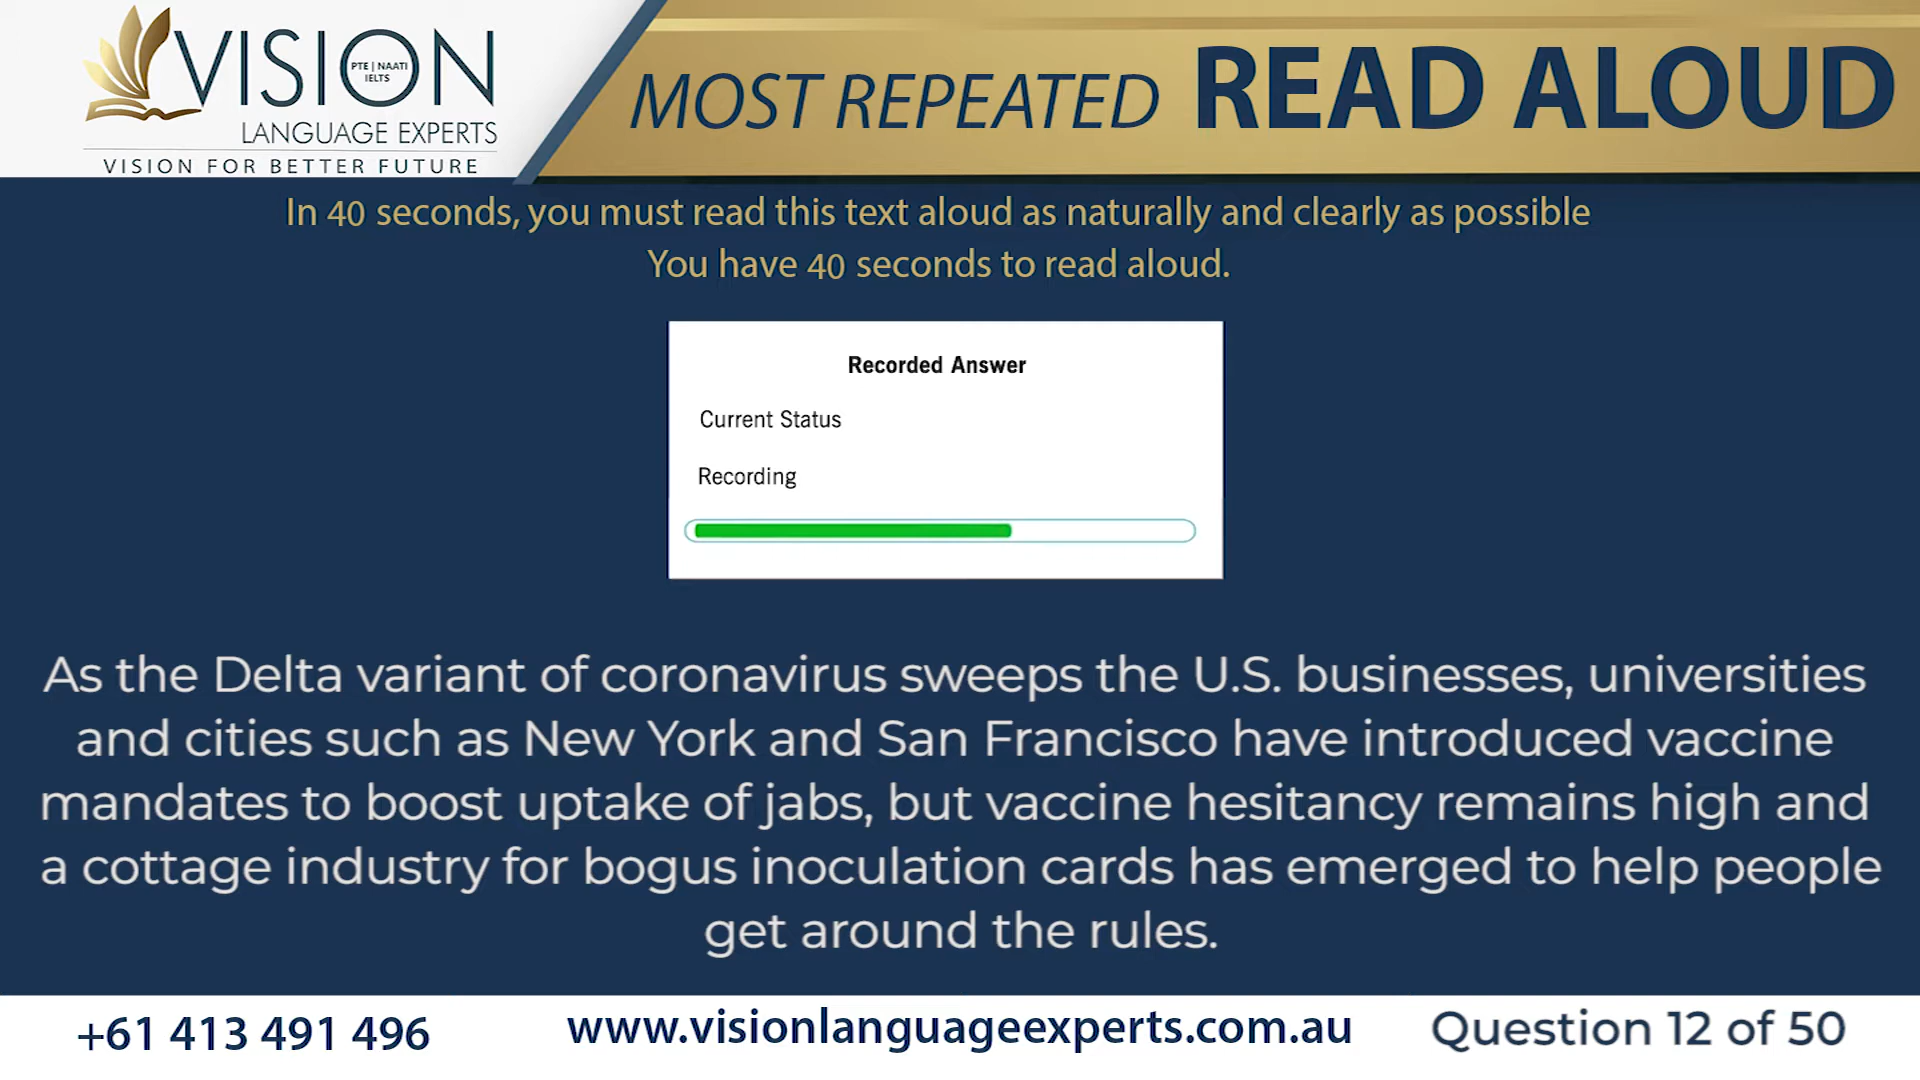 VISION
PTE | NAATI
IELTS
LANGUAGE EXPERTS
VISION FOR BETTER FUTURE
MOST REPEATED READ ALOUD
In 40 seconds, you must read this text aloud as naturally and clearly as possible
You have 40 seconds to read aloud.
Recorded Answer
Current Status
Recording
As the Delta variant of coronavirus sweeps the U.S. businesses, universities
and cities such as New York and San Francisco have introduced vaccine
mandates to boost uptake of jabs, but vaccine hesitancy remains high and
a cottage industry for bogus inoculation cards has emerged to help people
get around the rules.
+61 413 491 496
www.visionlanguageexperts.com.au
Question 12 of 50